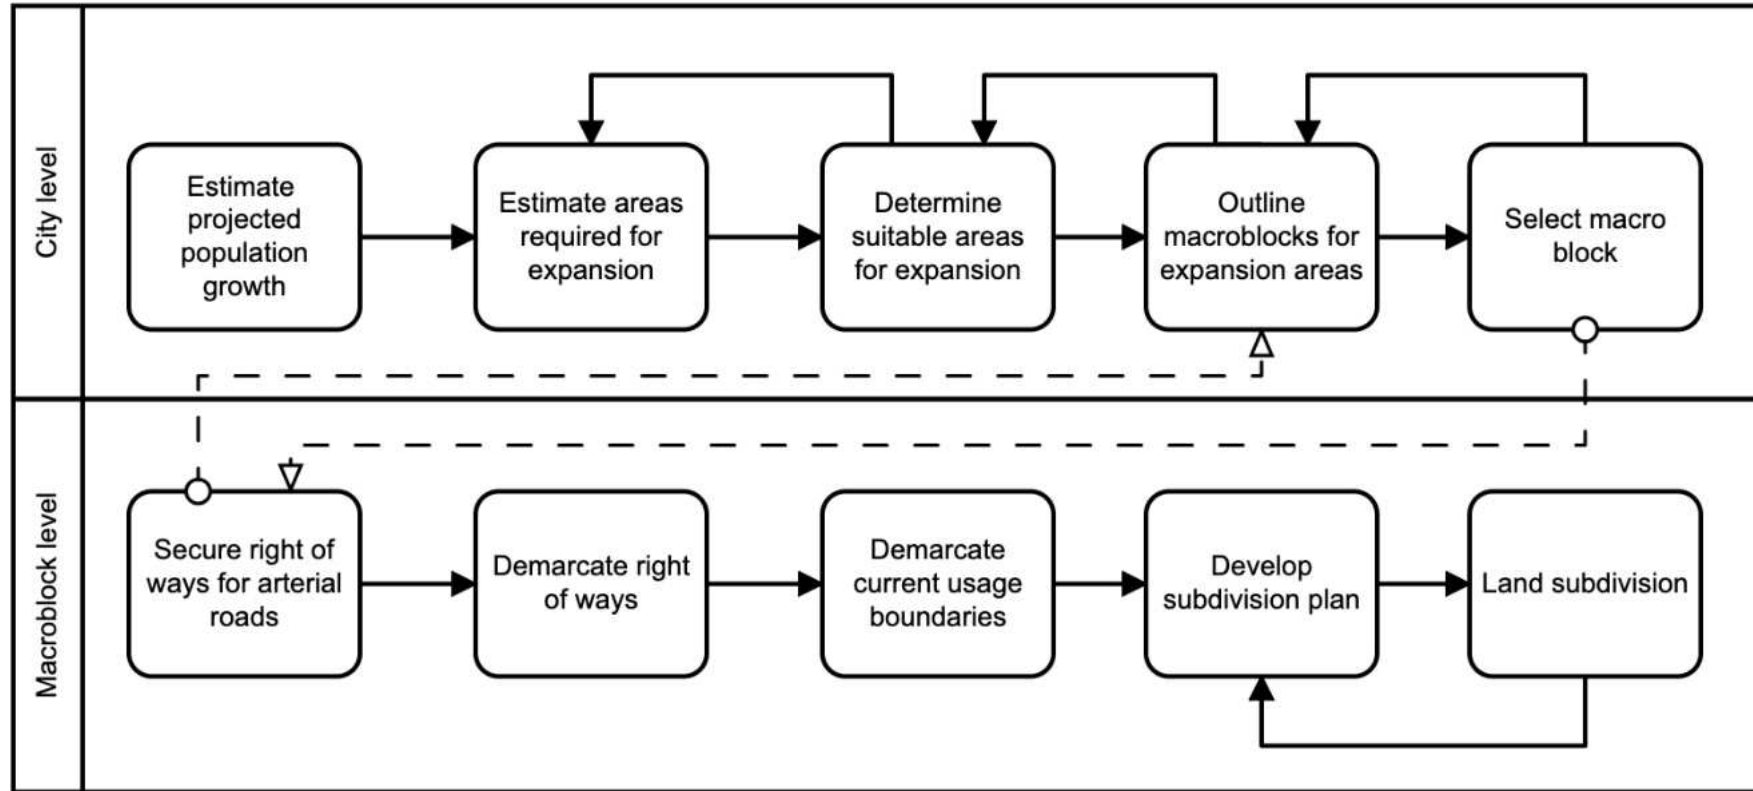 City level
Estimate
projected
population
growth
Estimate areas
required for
expansion
Determine
suitable areas
for expansion
Outline
macroblocks for
expansion areas
Select macro
block
Macroblock level
Secure right of
ways for arterial
roads
Demarcate right
of ways
Demarcate
current usage
boundaries
Develop
subdivision plan
Land subdivision